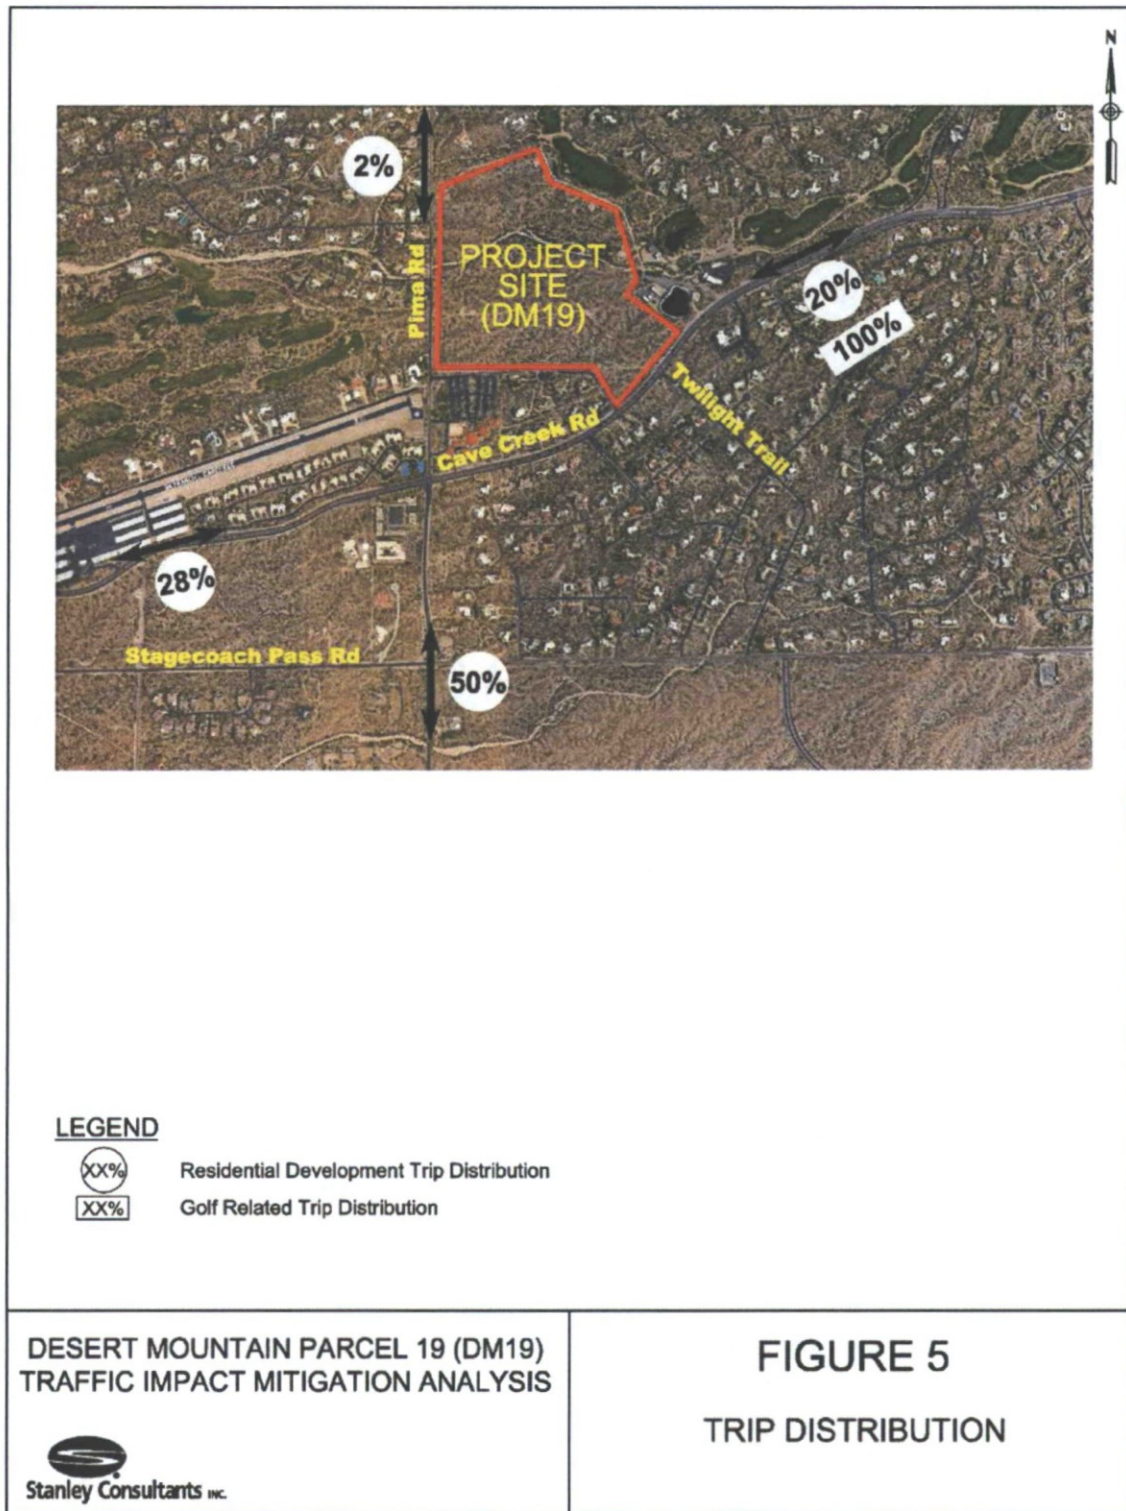 N
2%
Pima Rd
PROJECT
SITE
(DM19)
20%
100%
Twilight Trail
Cave Creek Rd
28%
Stagecoach Pass Rd
50%
LEGEND
XX% Residential Development Trip Distribution
XX% Golf Related Trip Distribution
DESERT MOUNTAIN PARCEL 19 (DM19)
TRAFFIC IMPACT MITIGATION ANALYSIS
Stanley Consultants INC.
FIGURE 5
TRIP DISTRIBUTION